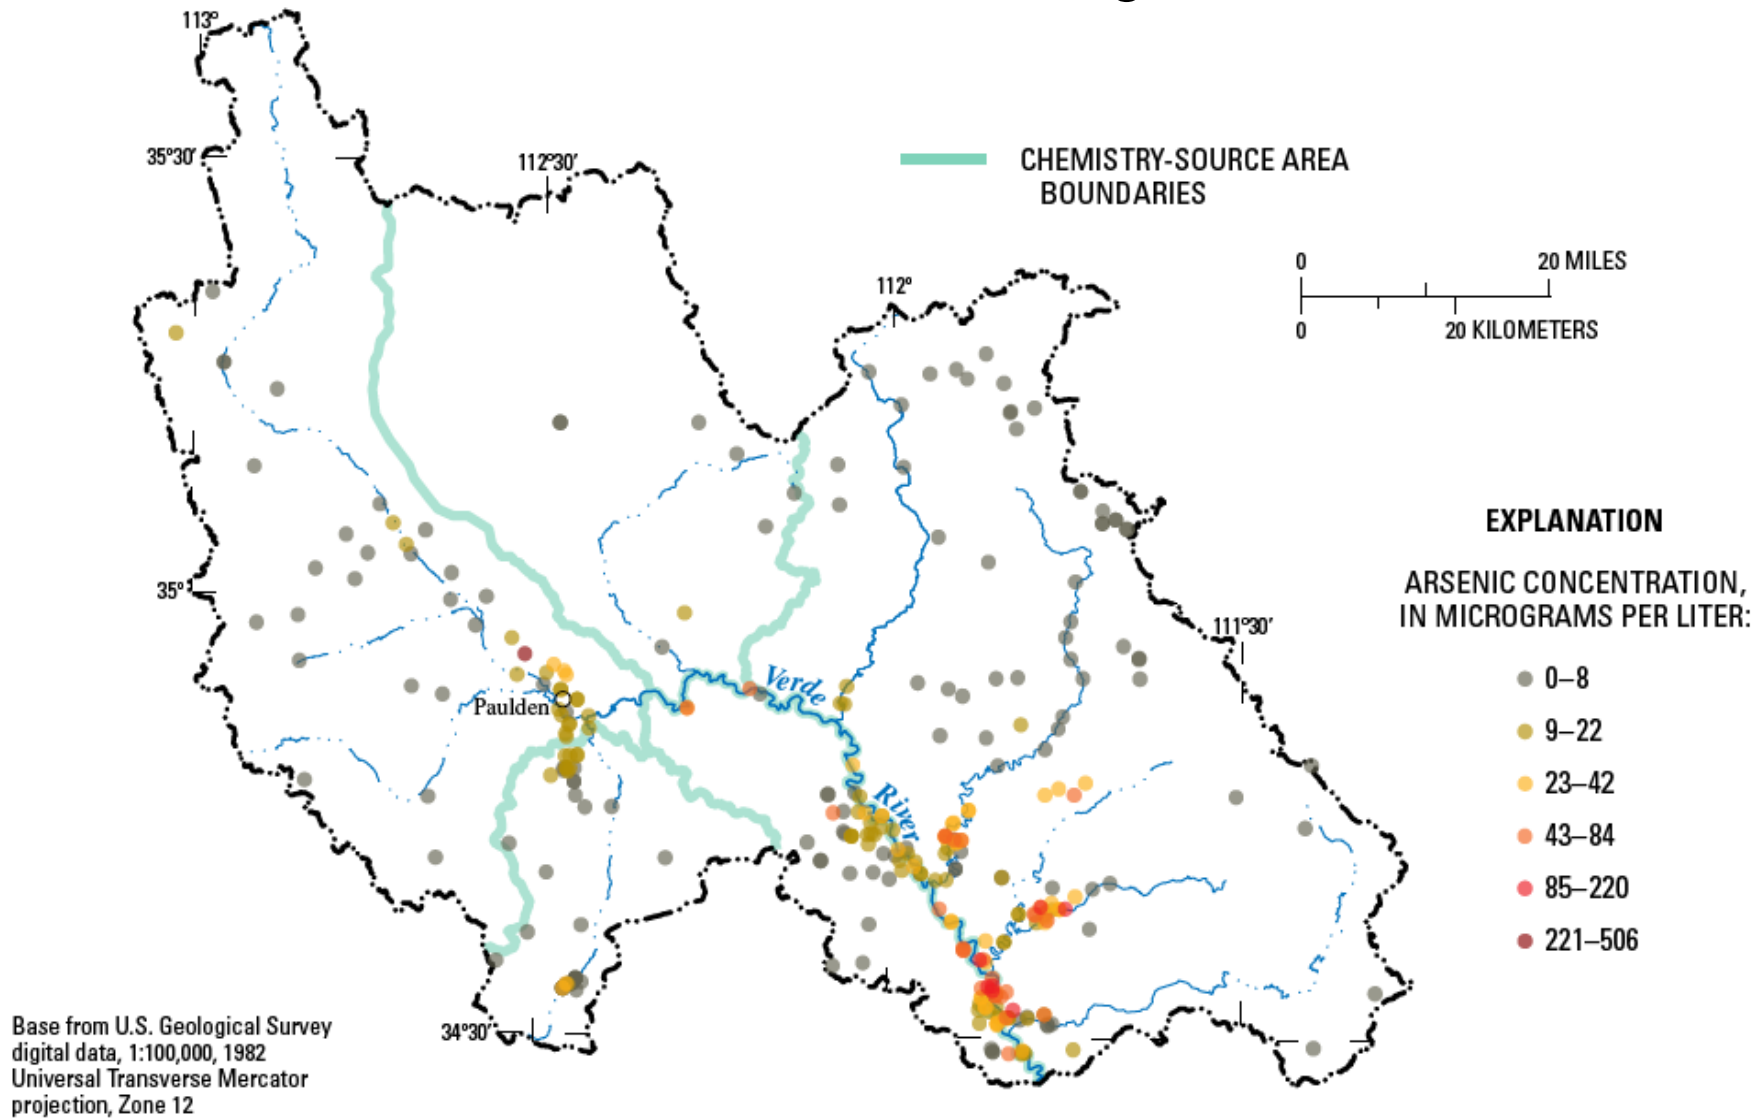 113°
35°30′
112°30′
CHEMISTRY-SOURCE AREA
BOUNDARIES
0
20 MILES
0
20 KILOMETERS
112°
35°
111°30′
Verde
River
Paulden
34°30′
EXPLANATION
ARSENIC CONCENTRATION,
IN MICROGRAMS PER LITER:
0–8
9–22
23–42
43–84
85–220
221–506
Base from U.S. Geological Survey
digital data, 1:100,000, 1982
Universal Transverse Mercator
projection, Zone 12